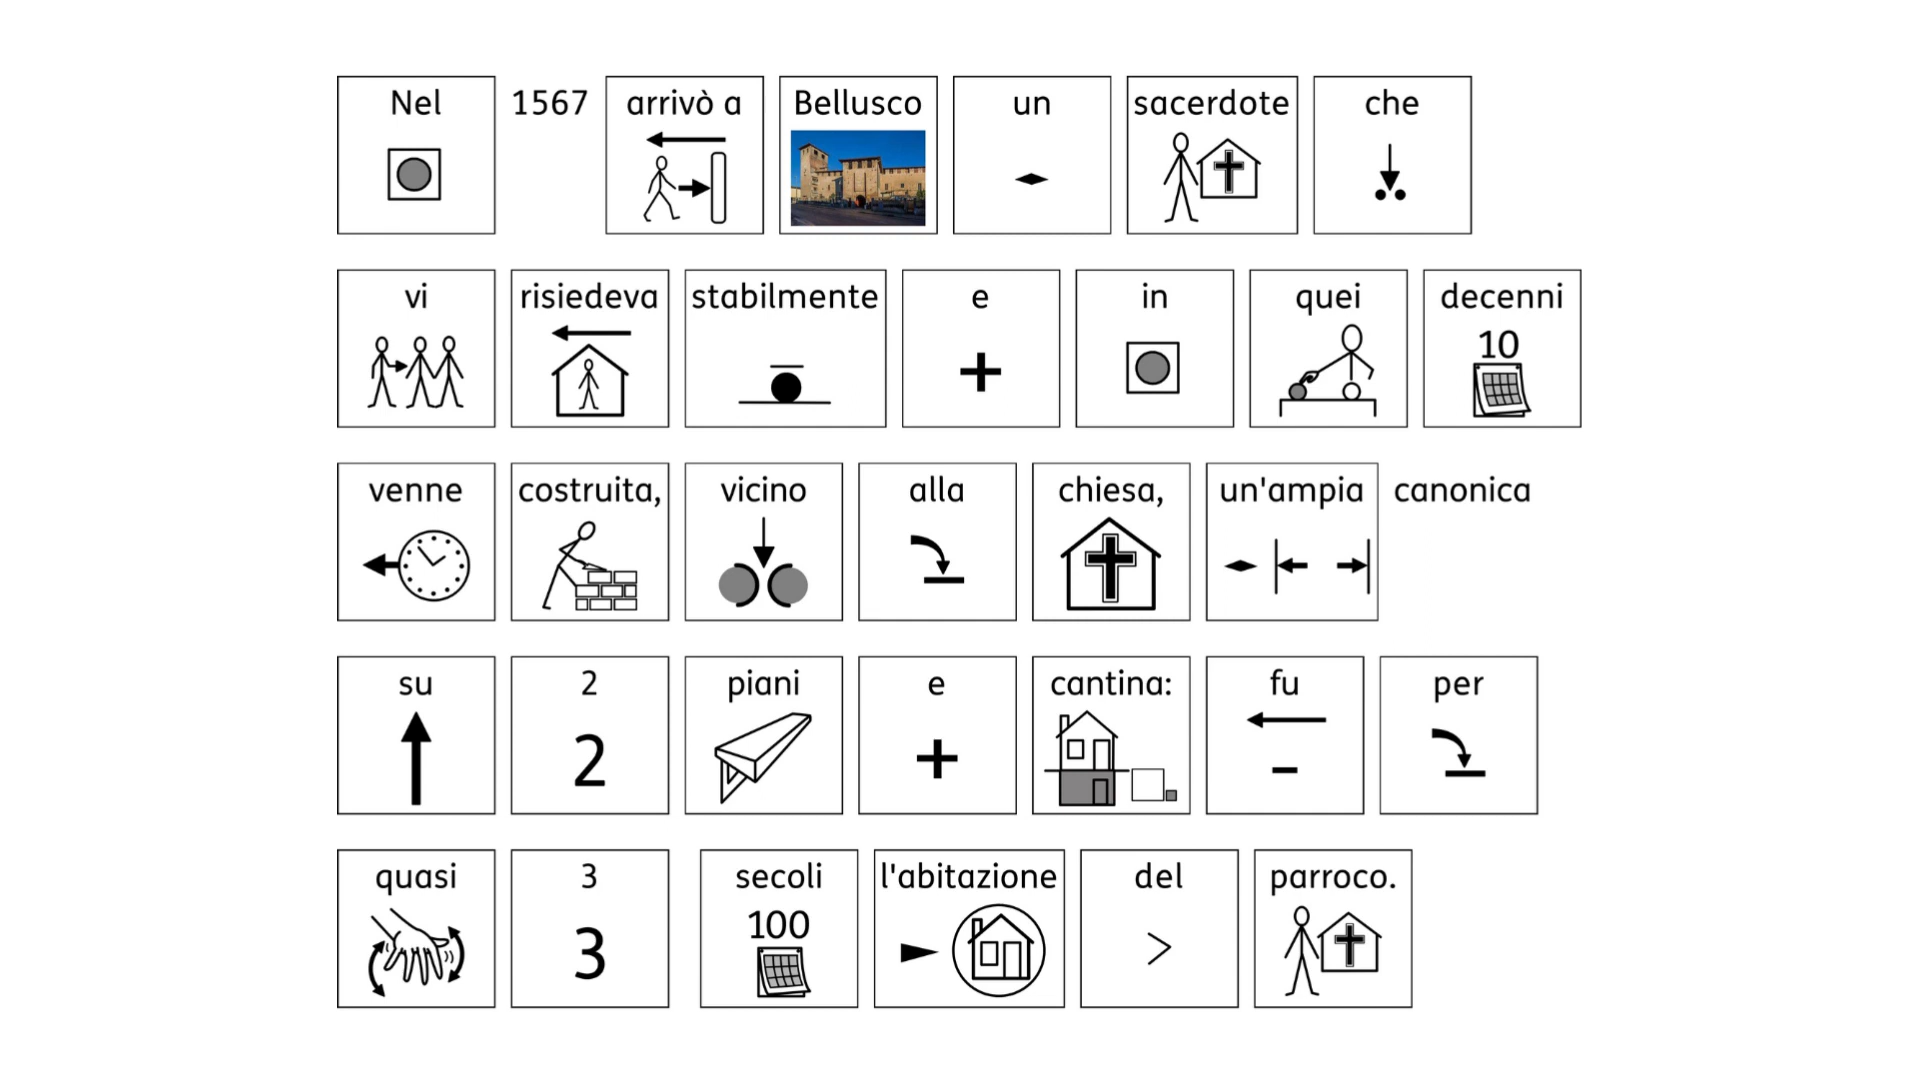 Nel 1567 arrivò a Bellusco un sacerdote che
vi risiedeva stabilmente e in quei decenni
10
venne costruita, vicino alla chiesa, un'ampia canonica
su 2 piani e cantina: fu per
2
quasi 3 secoli l'abitazione del parroco.
3 100